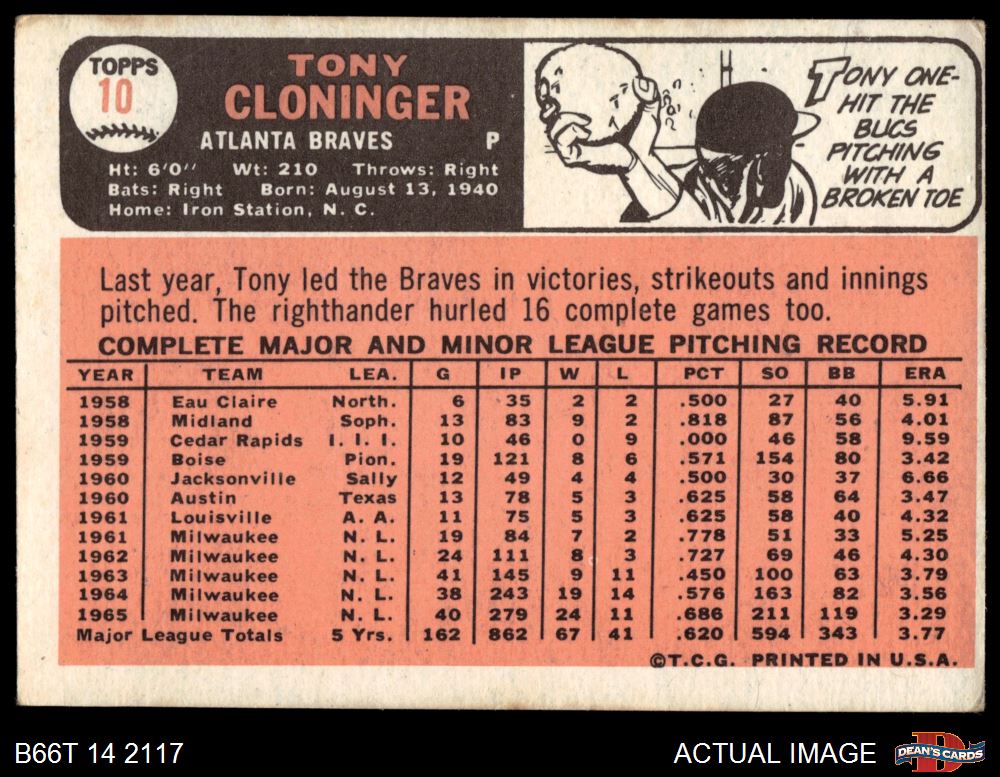 TOPPS
10
TONY
CLONINGER
ATLANTA BRAVES P
Ht: 6'0" Wt: 210 Throws: Right
Bats: Right Born: August 13, 1940
Home: Iron Station, N. C.
TONY ONE-
HIT THE
BUCS
PITCHING
WITH A
BROKEN TOE
Last year, Tony led the Braves in victories, strikeouts and innings
pitched. The righthander hurled 16 complete games too.
COMPLETE MAJOR AND MINOR LEAGUE PITCHING RECORD
YEAR TEAM LEA. G IP W L PCT SO BB ERA
1958 Eau Claire North. 6 35 2 2 .500 27 40 5.91
1958 Midland Soph. 13 83 9 2 .818 87 56 4.01
1959 Cedar Rapids I. I. I. 10 46 0 9 .000 46 58 9.59
1959 Boise Pion. 19 121 8 6 .571 154 80 3.42
1960 Jacksonville Sally 12 49 4 4 .500 30 37 6.66
1960 Austin Texas 13 78 5 3 .625 58 64 3.47
1961 Louisville A. A. 11 75 5 3 .625 58 40 4.32
1961 Milwaukee N. L. 19 84 7 2 .778 51 33 5.25
1962 Milwaukee N. L. 24 111 8 3 .727 69 46 4.30
1963 Milwaukee N. L. 41 145 9 11 .450 100 63 3.79
1964 Milwaukee N. L. 38 243 19 14 .576 163 82 3.56
1965 Milwaukee N. L. 40 279 24 11 .686 211 119 3.29
Major League Totals 5 Yrs. 162 862 67 41 .620 594 343 3.77
©T.C.G. PRINTED IN U.S.A.
B66T 14 2117 ACTUAL IMAGE
DEAN'S CARDS